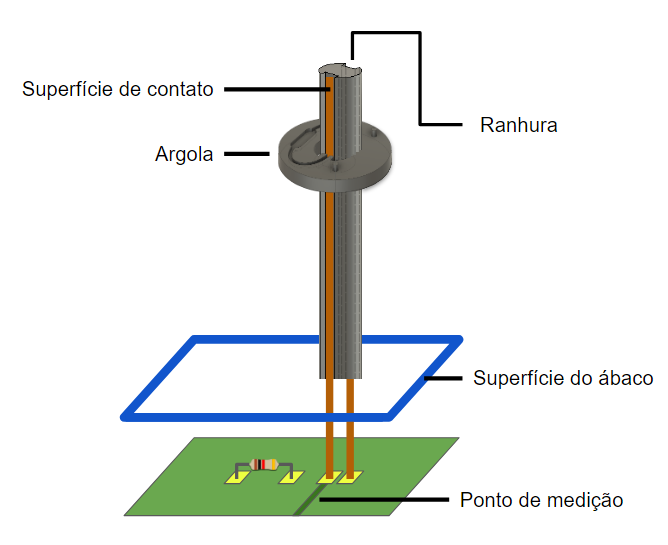 Superfície de contato
Ranhura
Argola
Superfície do ábaco
Ponto de medição